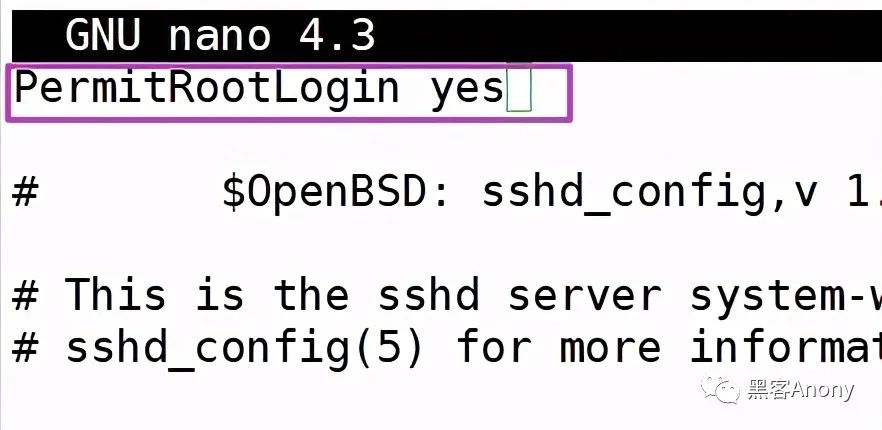 GNU nano 4.3
PermitRootLogin yes
# $OpenBSD: sshd_config,v 1.
# This is the sshd server system-
# sshd_config(5) for more informat
黑客Anony